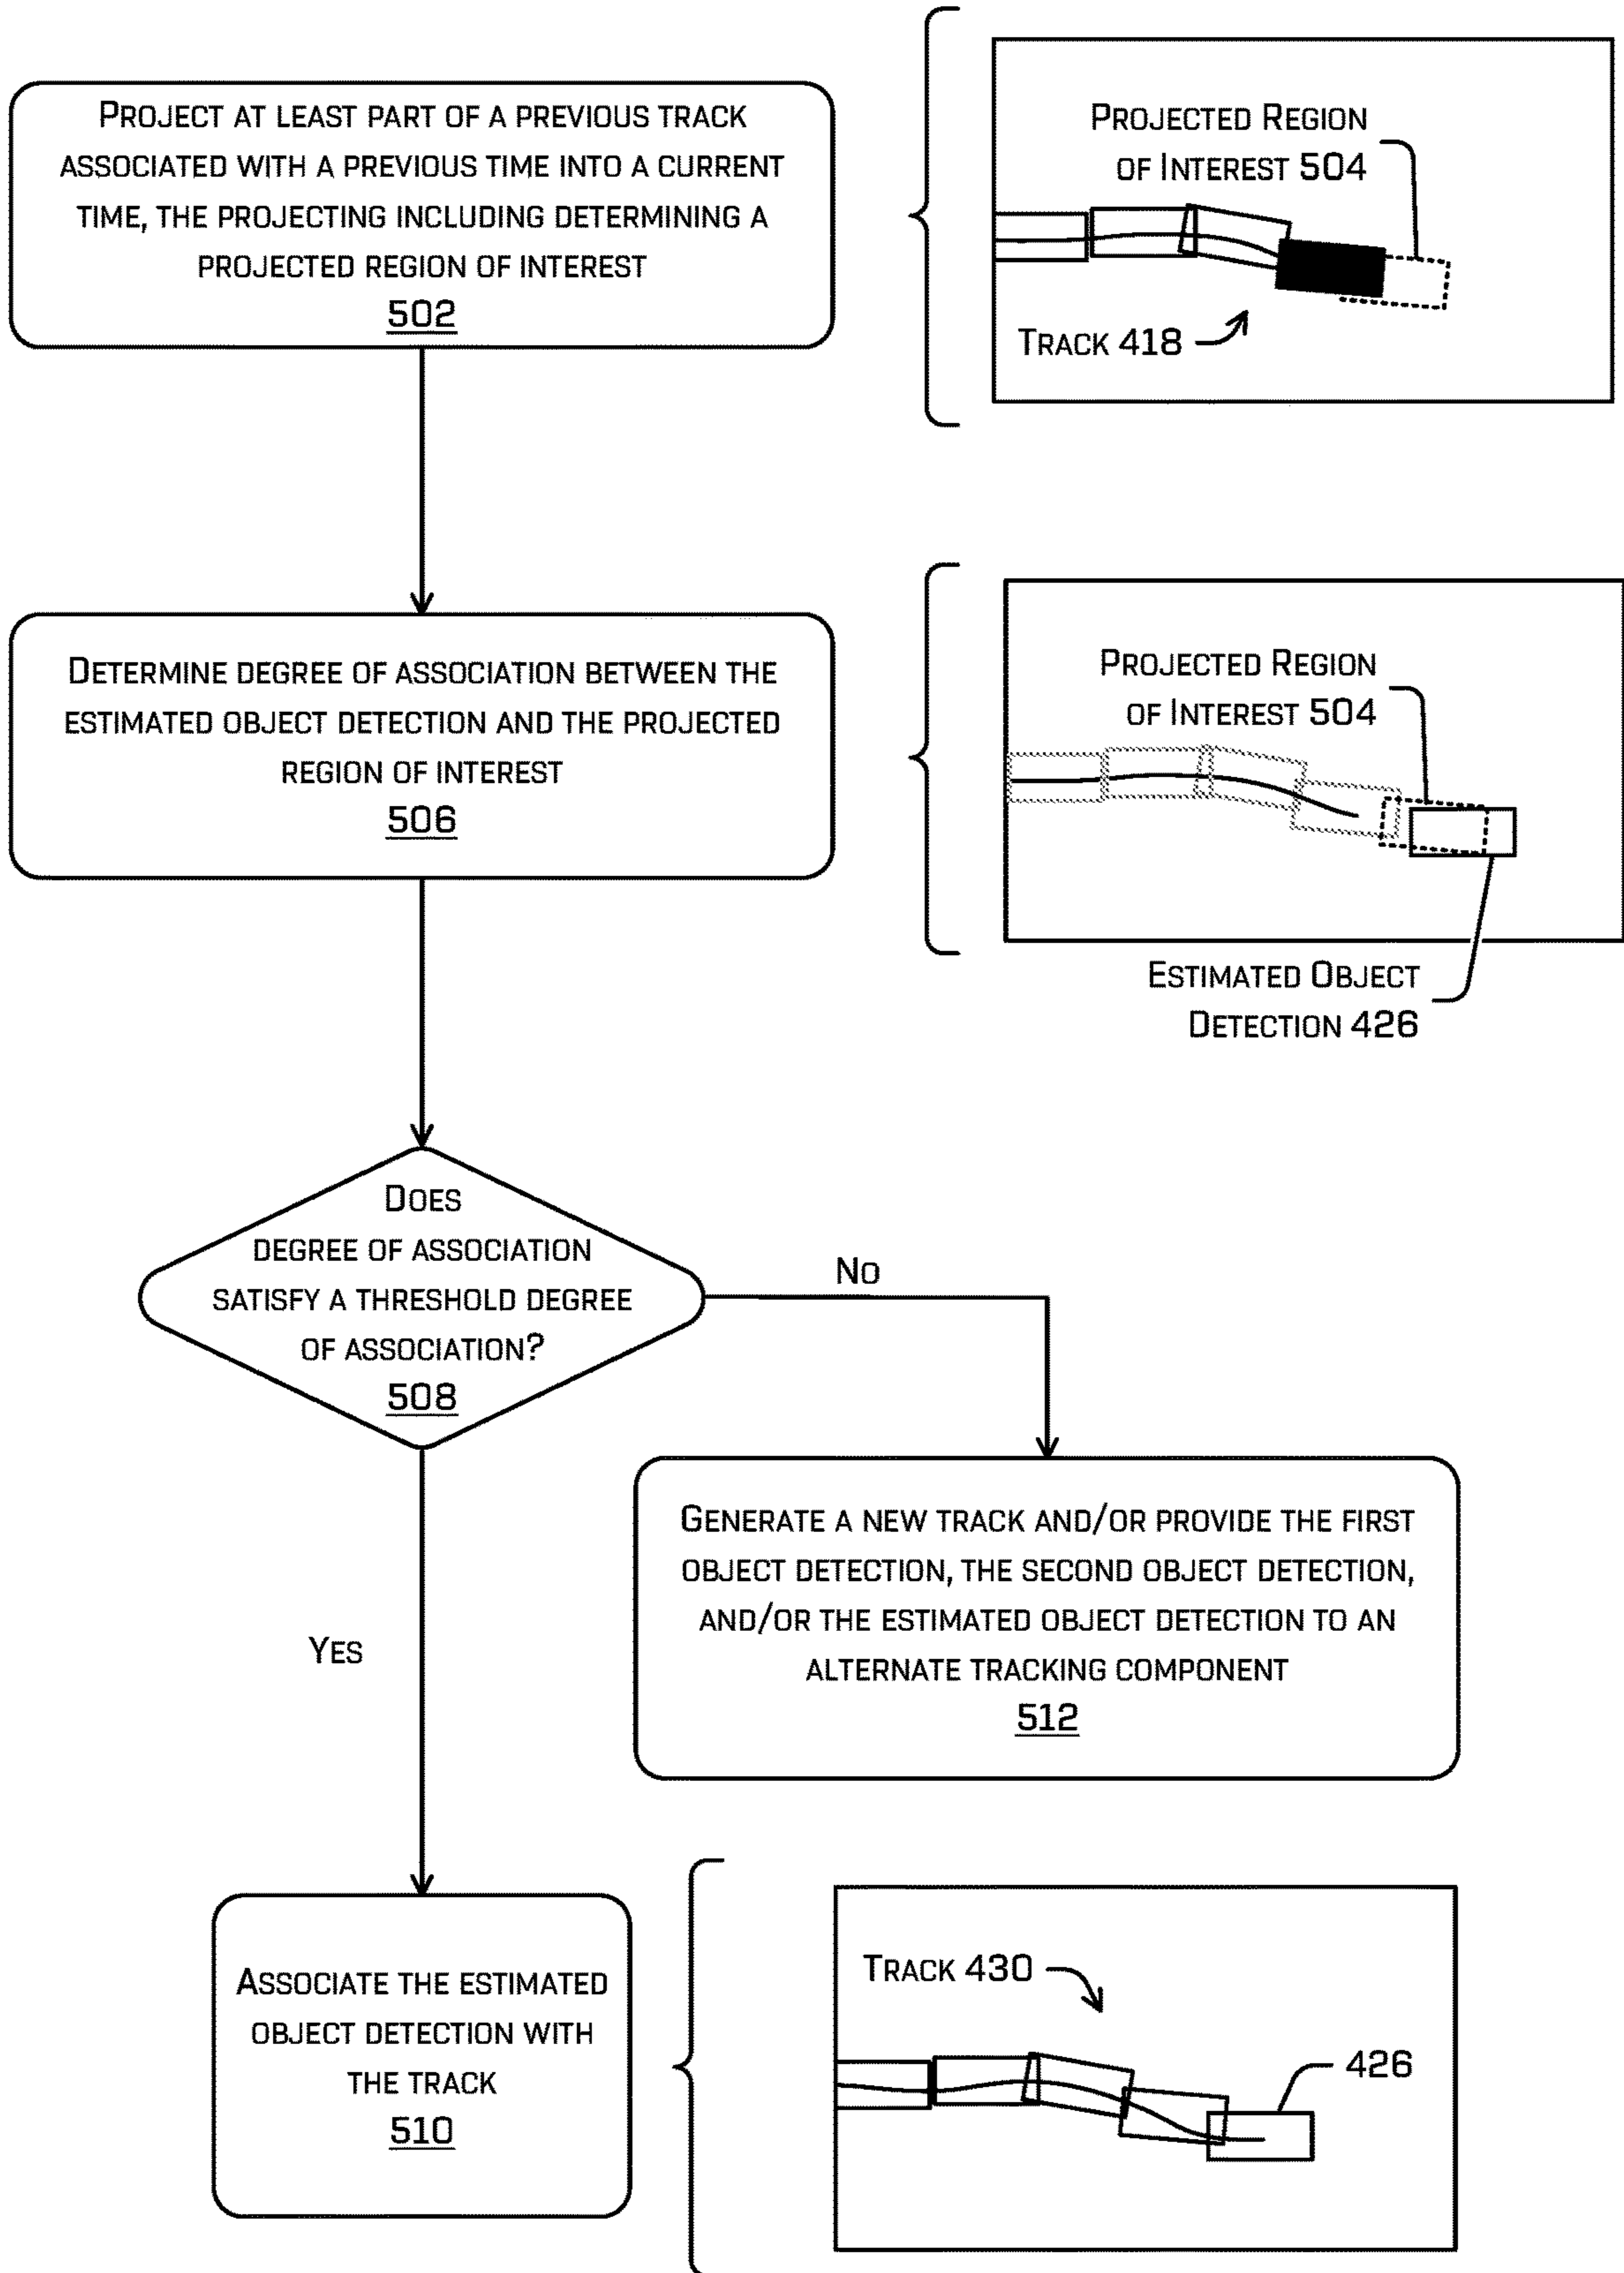 Project at least part of a previous track
associated with a previous time into a current
time, the projecting including determining a
projected region of interest
502
Projected Region
of Interest 504
Track 418
Determine degree of association between the
estimated object detection and the projected
region of interest
506
Projected Region
of Interest 504
Estimated Object
Detection 426
Does
degree of association
satisfy a threshold degree
of association?
508
No
Generate a new track and/or provide the first
object detection, the second object detection,
and/or the estimated object detection to an
alternate tracking component
512
Yes
Associate the estimated
object detection with
the track
510
Track 430
426